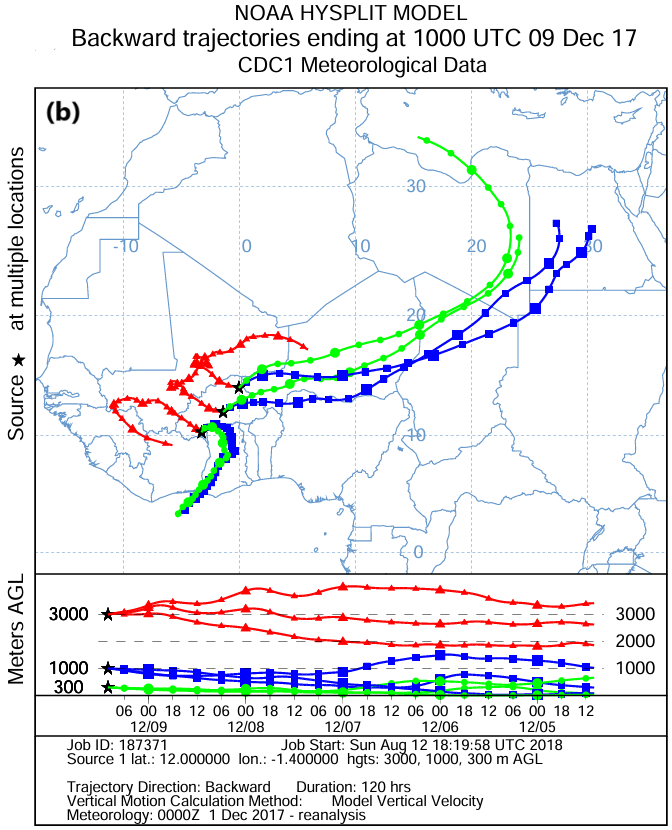 NOAA HYSPLIT MODEL
Backward trajectories ending at 1000 UTC 09 Dec 17
CDC1 Meteorological Data
(b)
Source ★ at multiple locations
30
-10 0 10 20 30
20
10
0
Meters AGL
3000 3000
2000
1000 1000
300
06 00 18 12 06 00 18 12 06 00 18 12 06 00 18 12 06 00 18 12
12/09 12/08 12/07 12/06 12/05
Job ID: 187371 Job Start: Sun Aug 12 18:19:58 UTC 2018
Source 1 lat.: 12.000000 lon.: -1.400000 hgts: 3000, 1000, 300 m AGL
Trajectory Direction: Backward Duration: 120 hrs
Vertical Motion Calculation Method: Model Vertical Velocity
Meteorology: 0000Z 1 Dec 2017 - reanalysis